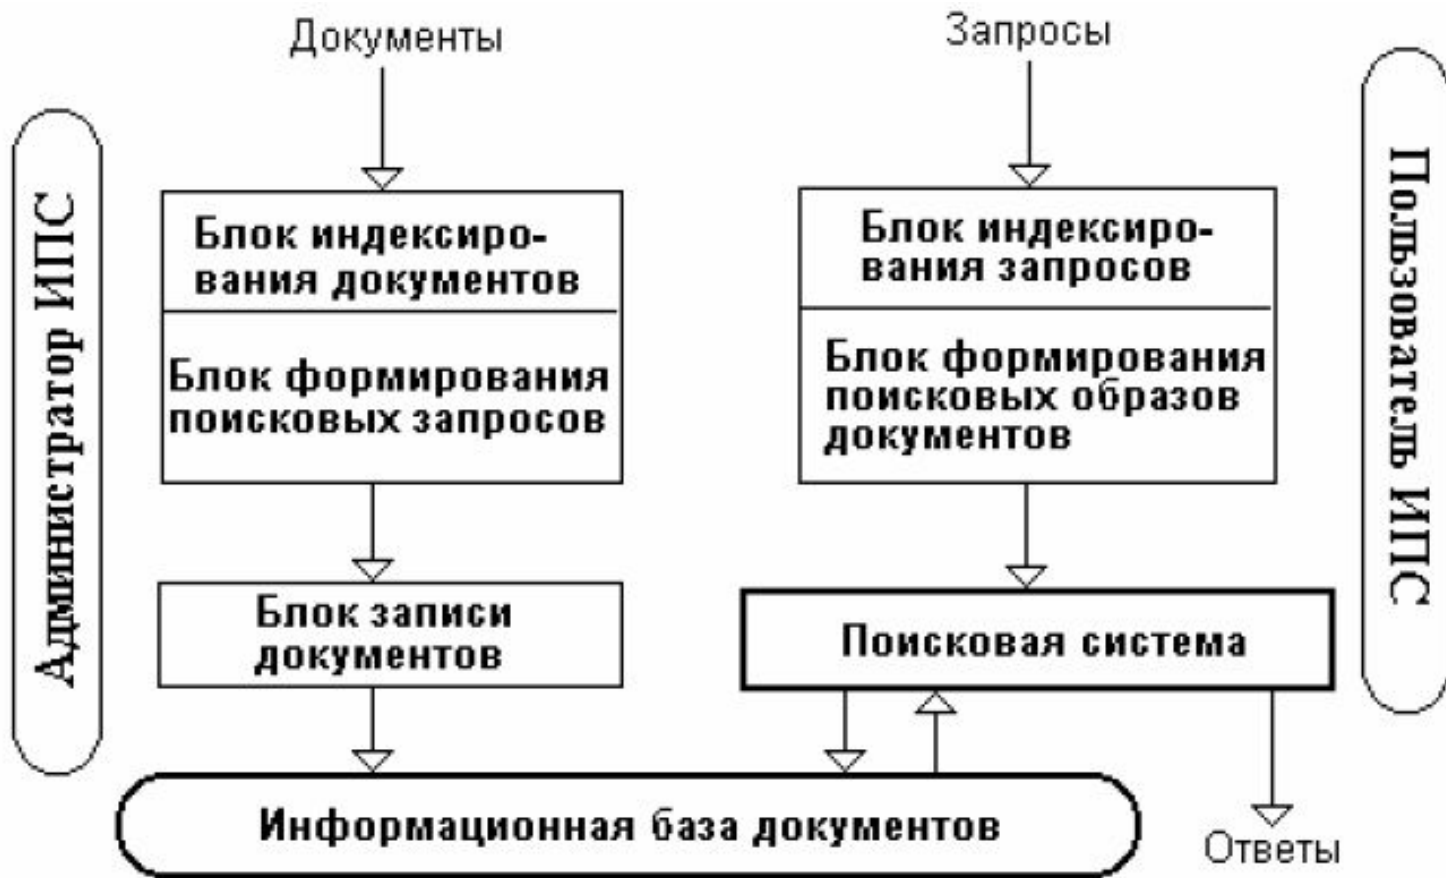 Документы
Запросы
Администратор ИПС
Блок индексиро-
вания документов
Блок формирования
поисковых запросов
Блок записи
документов
Блок индексиро-
вания запросов
Блок формирования
поисковых образов
документов
Поисковая система
Пользователь ИПС
Информационная база документов
Ответы